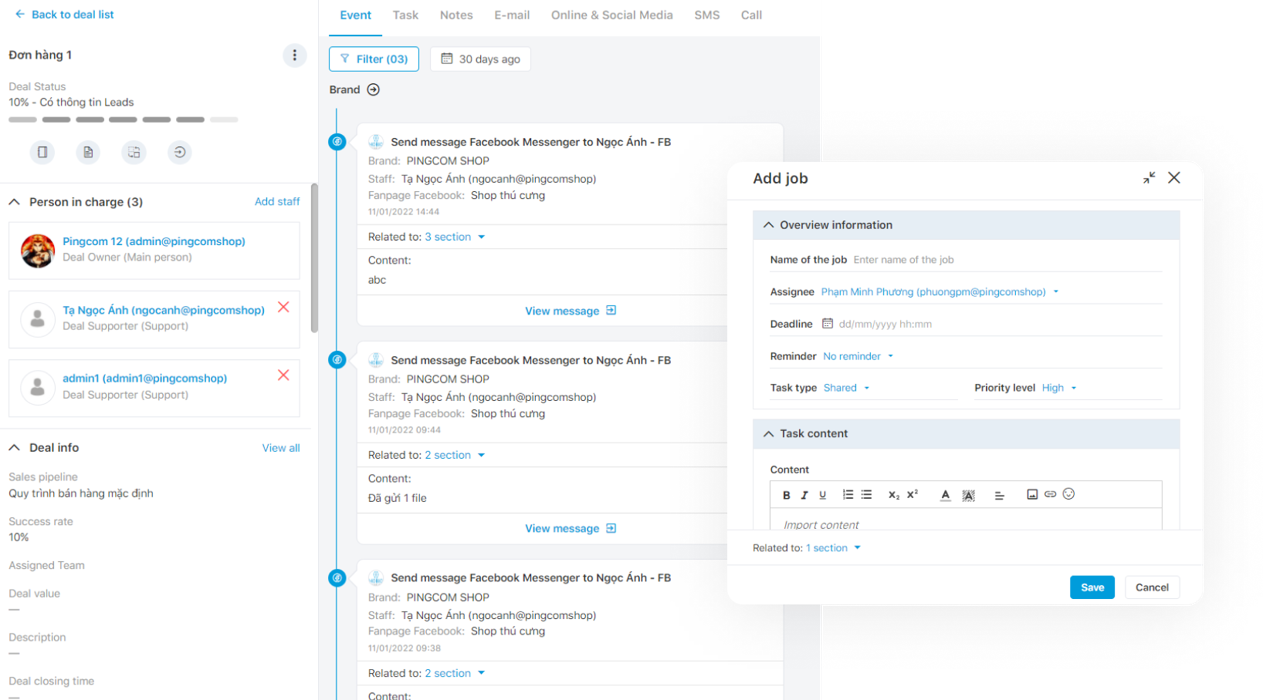 Back to deal list
Đơn hàng 1
Deal Status
10% - Có thông tin Leads
Person in charge (3)
Add staff
Pingcom 12 (admin@pingcomshop)
Deal Owner (Main person)
Tạ Ngọc Ánh (ngocanh@pingcomshop)
Deal Supporter (Support)
admin1 (admin1@pingcomshop)
Deal Supporter (Support)
Deal info
View all
Sales pipeline
Quy trình bán hàng mặc định
Success rate
10%
Assigned Team
Deal value
—
Description
—
Deal closing time
—
Event Task Notes E-mail Online & Social Media SMS Call
Filter (03)
30 days ago
Brand
Send message Facebook Messenger to Ngọc Ánh - FB
Brand: PINGCOM SHOP
Staff: Tạ Ngọc Ánh (ngocanh@pingcomshop)
Fanpage Facebook: Shop thú cưng
11/01/2022 14:44
Related to: 3 section
Content:
abc
View message
Send message Facebook Messenger to Ngọc Ánh - FB
Brand: PINGCOM SHOP
Staff: Tạ Ngọc Ánh (ngocanh@pingcomshop)
Fanpage Facebook: Shop thú cưng
11/01/2022 09:44
Related to: 2 section
Content:
Đã gửi 1 file
View message
Send message Facebook Messenger to Ngọc Ánh - FB
Brand: PINGCOM SHOP
Staff: Tạ Ngọc Ánh (ngocanh@pingcomshop)
Fanpage Facebook: Shop thú cưng
11/01/2022 09:38
Related to: 2 section
Content:
Add job
Overview information
Name of the job Enter name of the job
Assignee Phạm Minh Phương (phuongpm@pingcomshop)
Deadline dd/mm/yyyy hh:mm
Reminder No reminder
Task type Shared Priority level High
Task content
Content
B I U X₂ X² A A
Import content
Related to: 1 section
Save Cancel